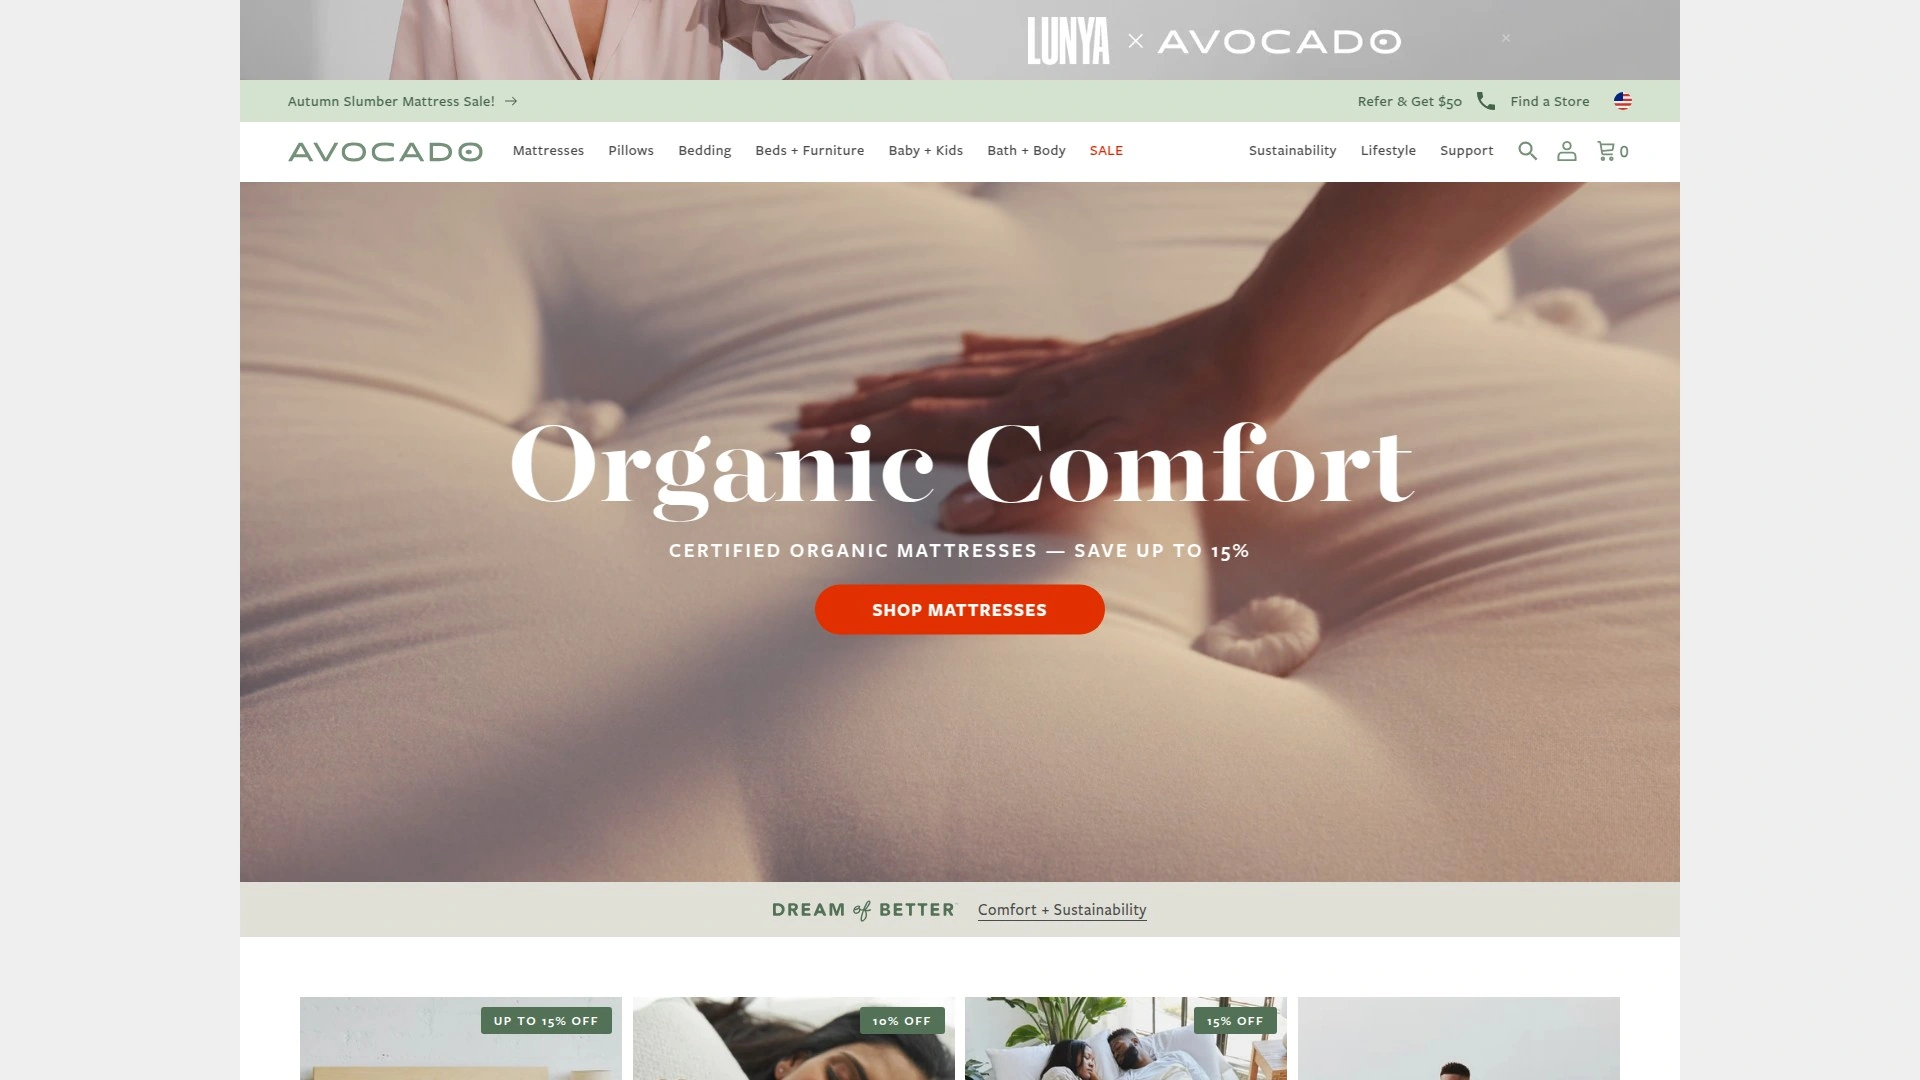 LUNYA × AVOCADO
×
Autumn Slumber Mattress Sale! →
Refer & Get $50
Find a Store
AVOCADO
Mattresses
Pillows
Bedding
Beds + Furniture
Baby + Kids
Bath + Body
SALE
Sustainability
Lifestyle
Support
0
Organic Comfort
CERTIFIED ORGANIC MATTRESSES — SAVE UP TO 15%
SHOP MATTRESSES
DREAM of BETTER
Comfort + Sustainability
UP TO 15% OFF
10% OFF
15% OFF